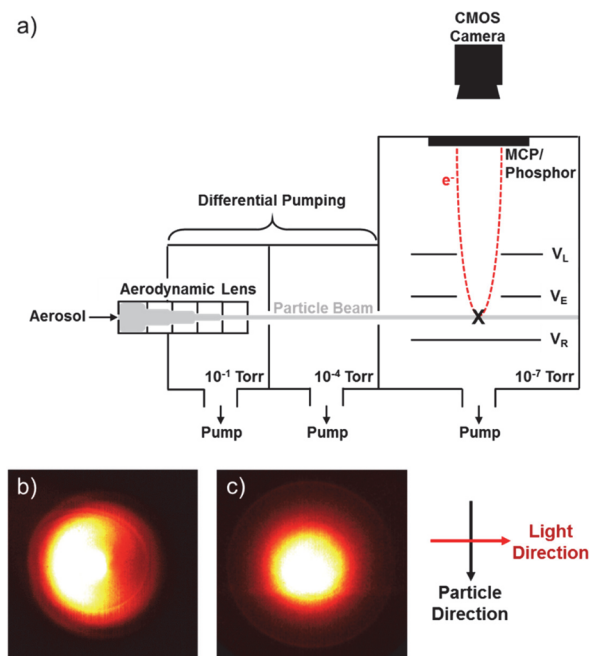 a)
CMOS
Camera
MCP/
Phosphor
e-
Differential Pumping
V_L
Aerodynamic Lens
V_E
Aerosol
Particle Beam
X
V_R
10⁻¹ Torr
10⁻⁴ Torr
10⁻⁷ Torr
Pump
Pump
Pump
b)
c)
Light
Direction
Particle
Direction